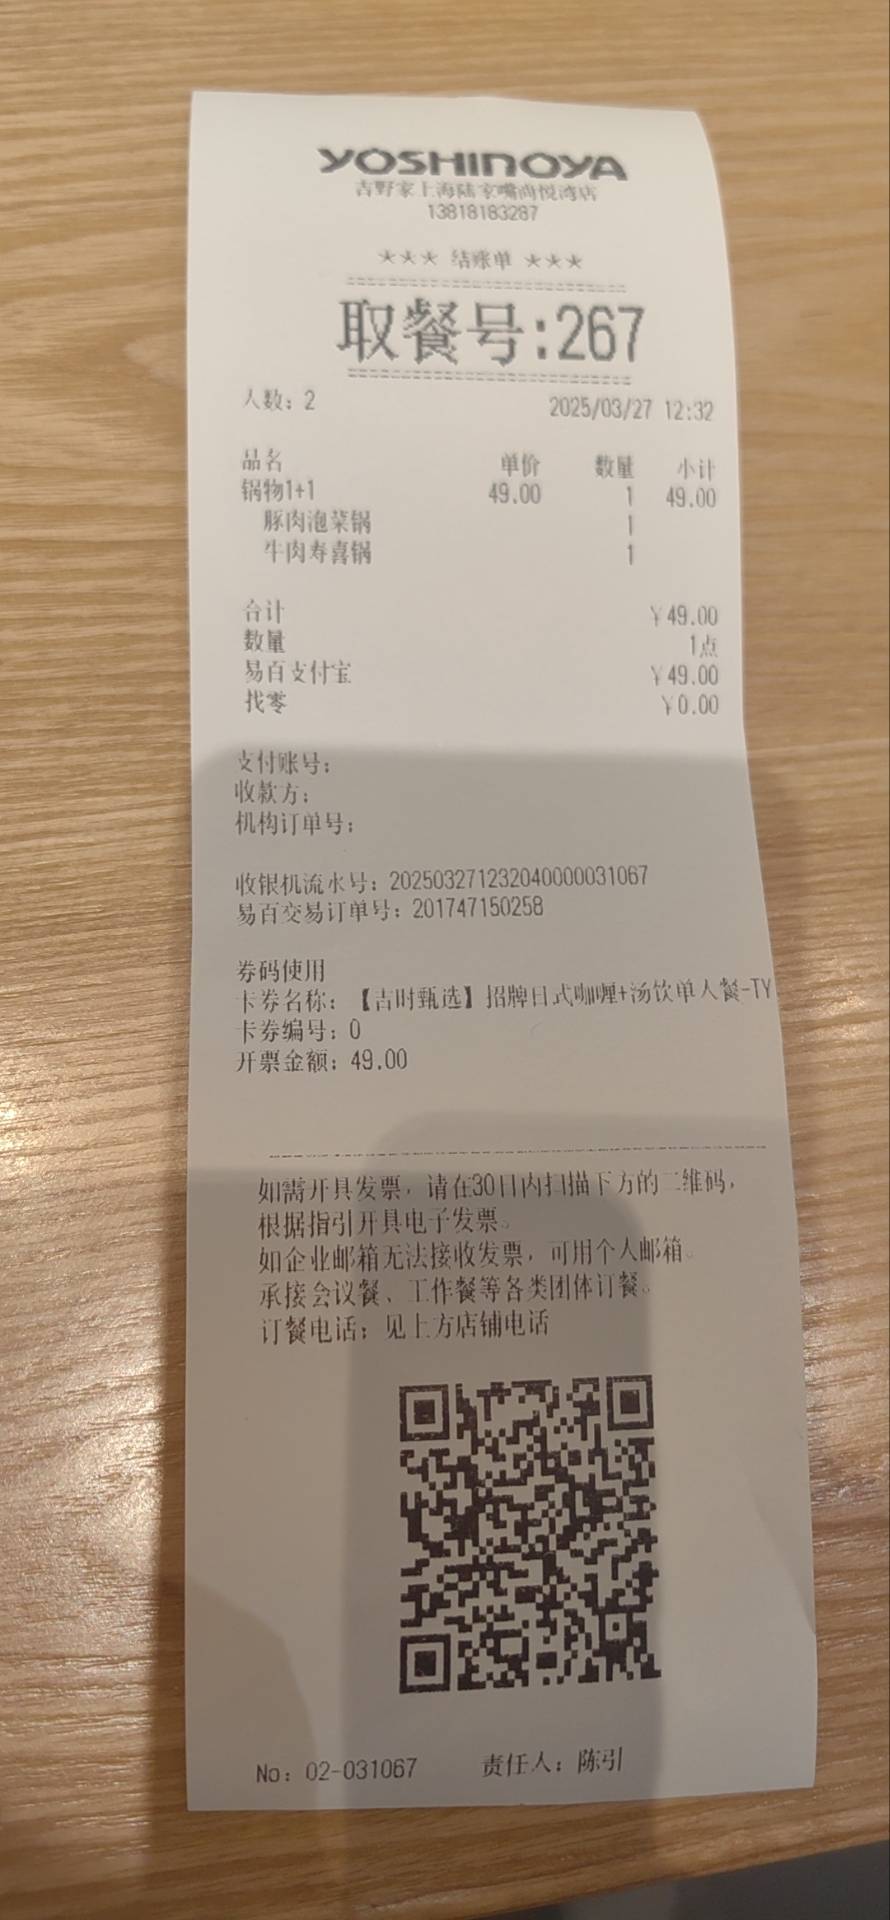 YOSHINOYA
吉野家上海陆家嘴尚悦湾店
13818183287
*** 结账单 ***
取餐号:267
人数: 2 2025/03/27 12:32
品名 单价 数量 小计
锅物1+1 49.00 1 49.00
豚肉泡菜锅 1
牛肉寿喜锅 1
合计 ¥49.00
数量 1点
易百支付宝 ¥49.00
找零 ¥0.00
支付账号:
收款方:
机构订单号:
收银机流水号: 202503271232040000031067
易百交易订单号: 201747150258
券码使用
卡券名称: 【吉时甄选】招牌日式咖喱+汤饮单人餐-TY
卡券编号: 0
开票金额: 49.00
如需开具发票，请在30日内扫描下方的二维码，
根据指引开具电子发票。
如企业邮箱无法接收发票，可用个人邮箱。
承接会议餐、工作餐等各类团体订餐。
订餐电话: 见上方店铺电话
No: 02-031067 责任人: 陈引